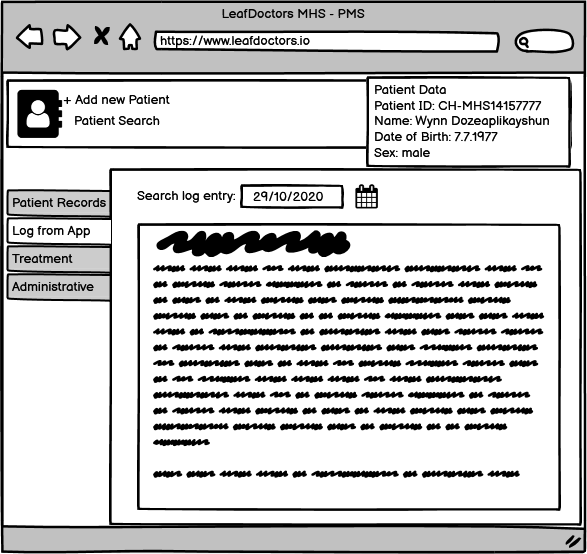 LeafDoctors MHS - PMS
https://www.leafdoctors.io
+ Add new Patient
Patient Search
Patient Data
Patient ID: CH-MHS14157777
Name: Wynn Dozeaplikayshun
Date of Birth: 7.7.1977
Sex: male
Patient Records
Log from App
Treatment
Administrative
Search log entry: 29/10/2020